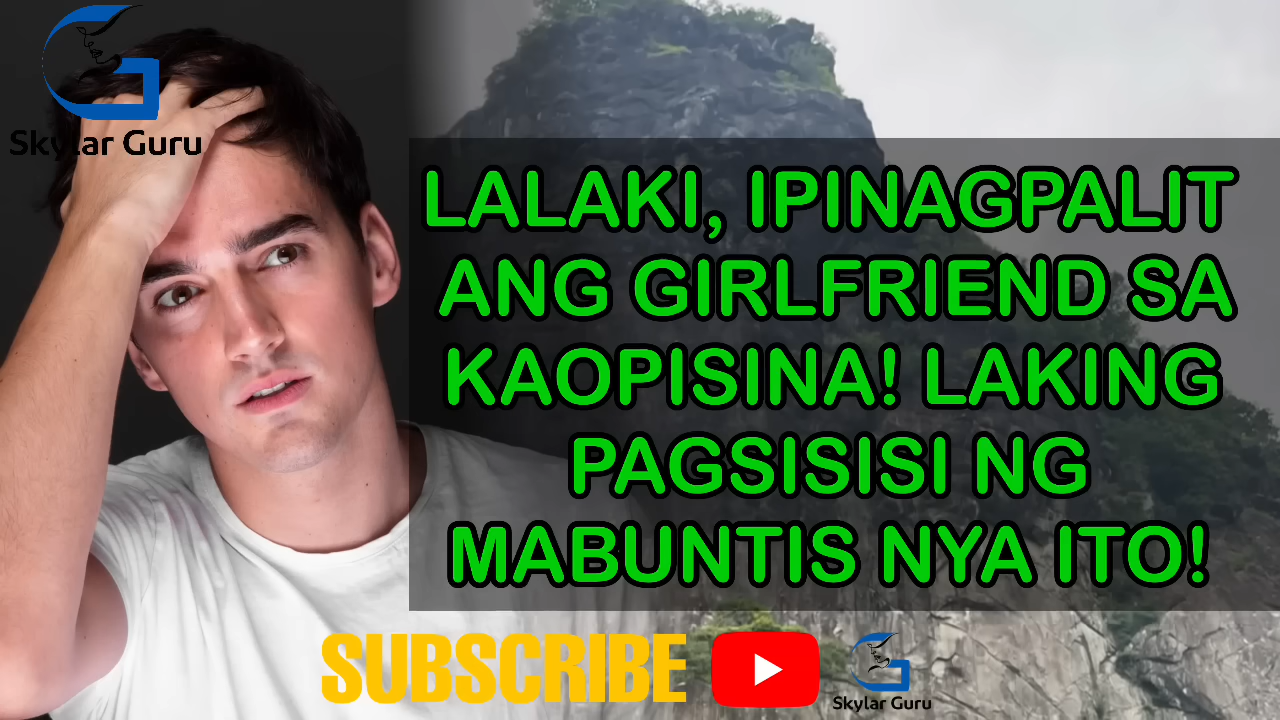 Skylar Guru
LALAKI, IPINAGPALIT
ANG GIRLFRIEND SA
KAOPISINA! LAKING
PAGSISISI NG
MABUNTIS NYA ITO!
SUBSCRIBE
Skylar Guru